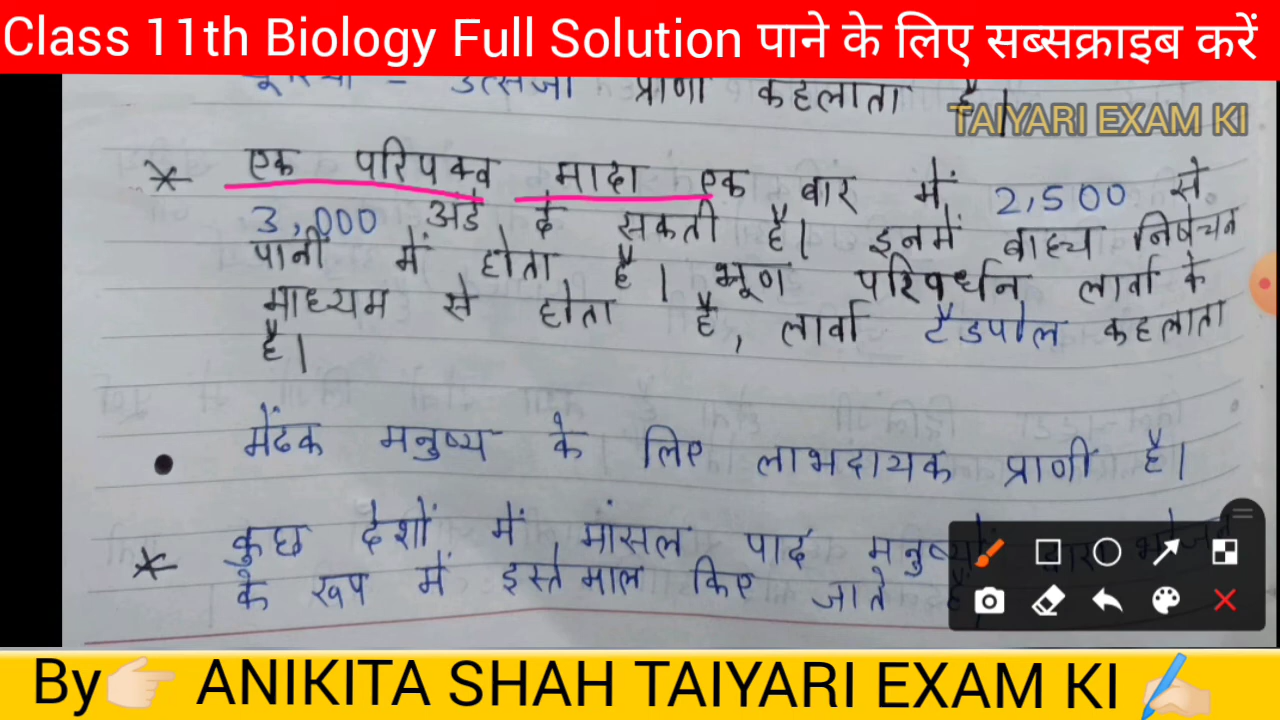 Class 11th Biology Full Solution पाने के लिए सब्सक्राइब करें
प्राणी कहलाता है।
TAIYARI EXAM KI
* एक परिपक्व मादा एक बार में 2,500 से
3,000 अंडे दे सकती है। इनमें बाह्य निषेचन
पानी में होता है। भ्रूण परिवर्धन लार्वा के
माध्यम से होता है, लार्वा टैडपोल कहलाता
है।
• मेंढक मनुष्य के लिए लाभदायक प्राणी है।
* कुछ देशों में मांसल पाद मनुष्यों द्वारा
के रूप में इस्तेमाल किए जाते हैं
By ANIKITA SHAH TAIYARI EXAM KI